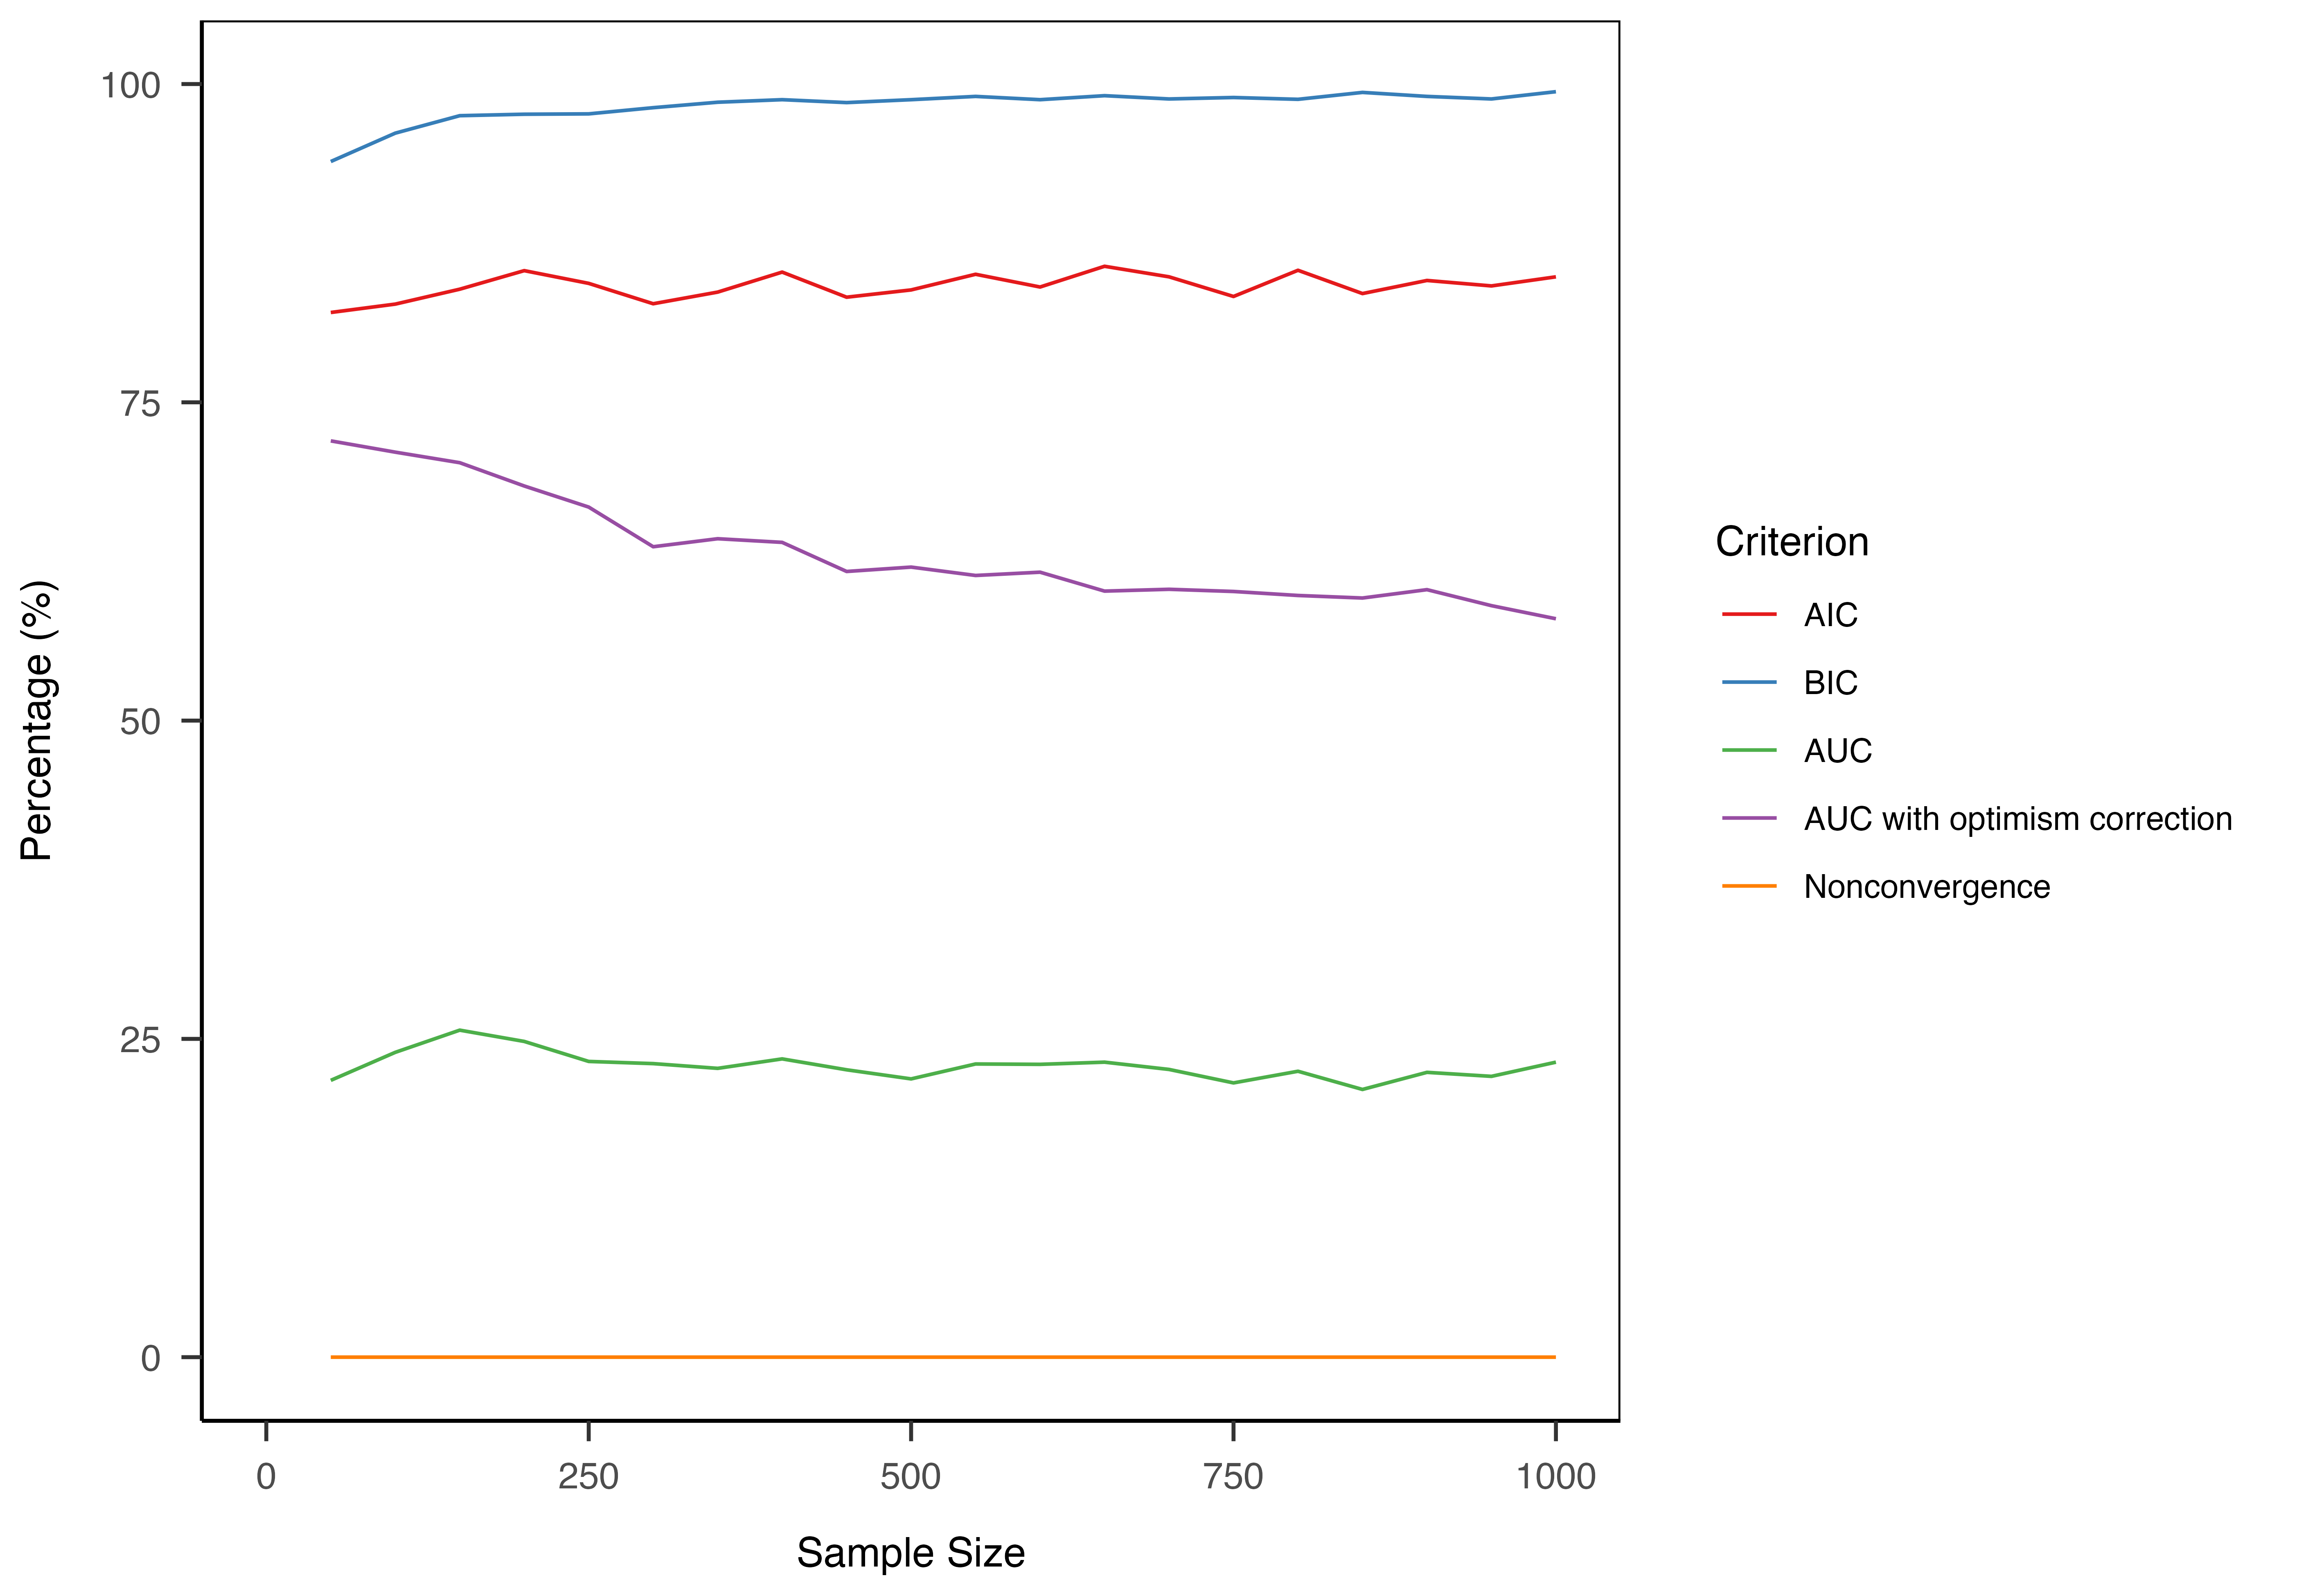 Percentage (%)
100
75
50
25
0
0
250
500
750
1000
Sample Size
Criterion
AIC
BIC
AUC
AUC with optimism correction
Nonconvergence